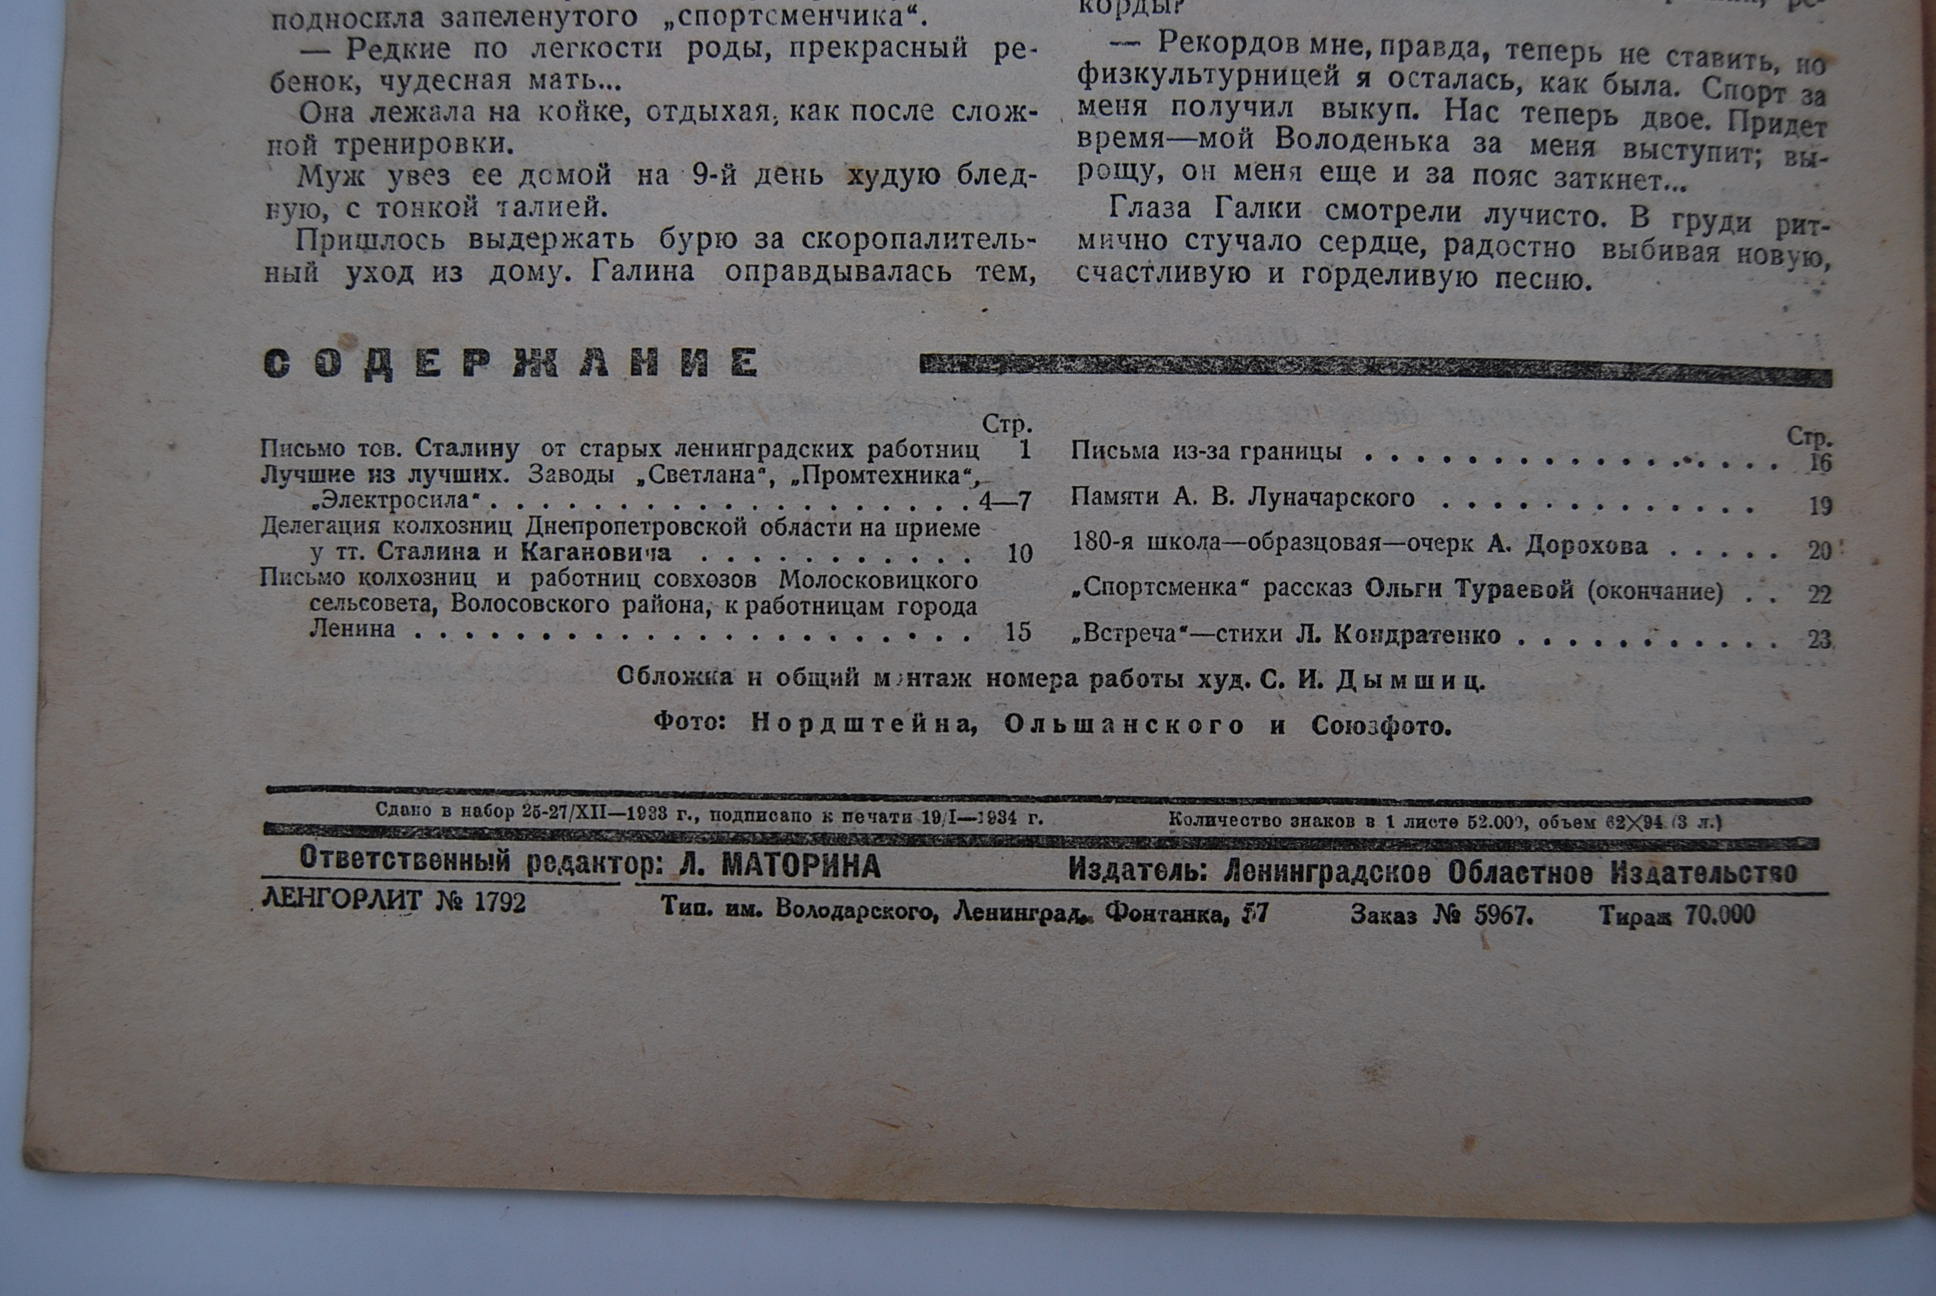 подносила запеленутого „спортсменчика“.
— Редкие по легкости роды, прекрасный ре-
бенок, чудесная мать...
Она лежала на койке, отдыхая, как после слож-
ной тренировки.
Муж увез ее домой на 9-й день худую блед-
ную, с тонкой талией.
Пришлось выдержать бурю за скоропалитель-
ный уход из дому. Галина оправдывалась тем,
корды?
— Рекордов мне, правда, теперь не ставить, но
физкультурницей я осталась, как была. Спорт за
меня получил выкуп. Нас теперь двое. Придет
время—мой Володенька за меня выступит; вы-
рощу, он меня еще и за пояс заткнет...
Глаза Галки смотрели лучисто. В груди рит-
мично стучало сердце, радостно выбивая новую,
счастливую и горделивую песню.
СОДЕРЖАНИЕ
Стр.
Письмо тов. Сталину от старых ленинградских работниц 1
Лучшие из лучших. Заводы „Светлана“, „Промтехника“,
„Электросила“ . . . . . . . . . . . . . . . . . . . 4—7
Делегация колхозниц Днепропетровской области на приеме
у тт. Сталина и Кагановича . . . . . . . . . . . 10
Письмо колхозниц и работниц совхозов Молосковицкого
сельсовета, Волосовского района, к работницам города
Ленина . . . . . . . . . . . . . . . . . . . . . . 15
Стр.
Письма из-за границы . . . . . . . . . . . . . . . . . 16
Памяти А. В. Луначарского . . . . . . . . . . . . . 19
180-я школа—образцовая—очерк А. Дорохова . . . . . 20
„Спортсменка“ рассказ Ольги Тураевой (окончание) . . 22
„Встреча“—стихи Л. Кондратенко . . . . . . . . . . . 23
Обложка и общий монтаж номера работы худ. С. И. Дымшиц.
Фото: Нордштейна, Ольшанского и Союзфото.
Сдано в набор 25-27/XII—1933 г., подписано к печати 19/I—1934 г.
Количество знаков в 1 листе 52.000, объем 62×94 (3 л.)
Ответственный редактор: Л. МАТОРИНА
Издатель: Ленинградское Областное Издательство
ЛЕНГОРЛИТ № 1792
Тип. им. Володарского, Ленинград, Фонтанка, 57
Заказ № 5967.
Тираж 70.000